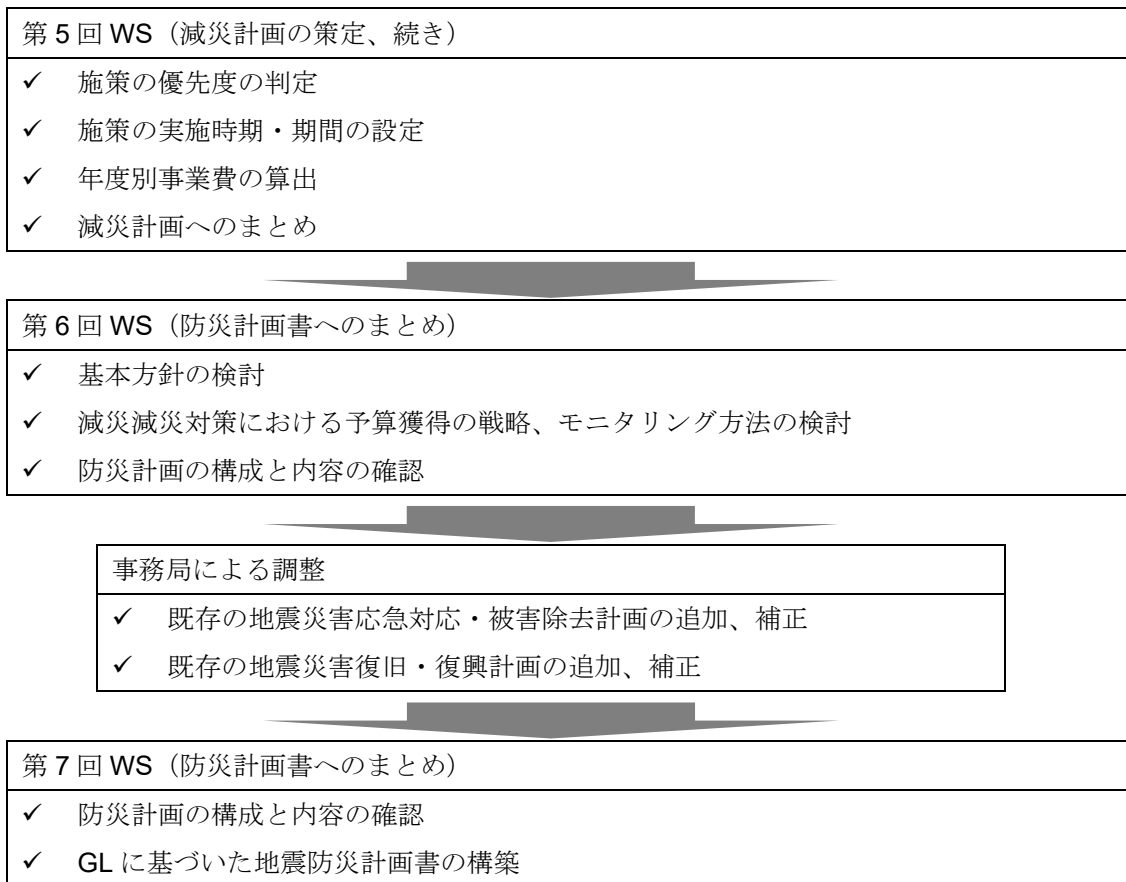 第 5 回 WS（減災計画の策定、続き）
✓ 施策の優先度の判定
✓ 施策の実施時期・期間の設定
✓ 年度別事業費の算出
✓ 減災計画へのまとめ
第 6 回 WS（防災計画書へのまとめ）
✓ 基本方針の検討
✓ 減災減災対策における予算獲得の戦略、モニタリング方法の検討
✓ 防災計画の構成と内容の確認
事務局による調整
✓ 既存の地震災害応急対応・被害除去計画の追加、補正
✓ 既存の地震災害復旧・復興計画の追加、補正
第 7 回 WS（防災計画書へのまとめ）
✓ 防災計画の構成と内容の確認
✓ GL に基づいた地震防災計画書の構築